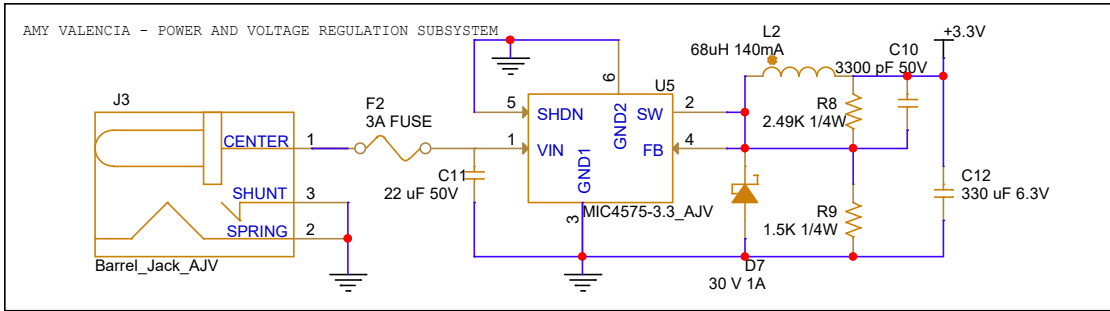 AMY VALENCIA - POWER AND VOLTAGE REGULATION SUBSYSTEM
L2
68uH 140mA
C10
3300 pF 50V
+3.3V
J3
F2
3A FUSE
6
U5
5
SHDN
GND2
SW
2
R8
2.49K 1/4W
CENTER
1
1
VIN
GND1
FB
4
C11
22 uF 50V
SHUNT
3
SPRING
2
3
MIC4575-3.3_AJV
C12
330 uF 6.3V
R9
1.5K 1/4W
Barrel_Jack_AJV
D7
30 V 1A